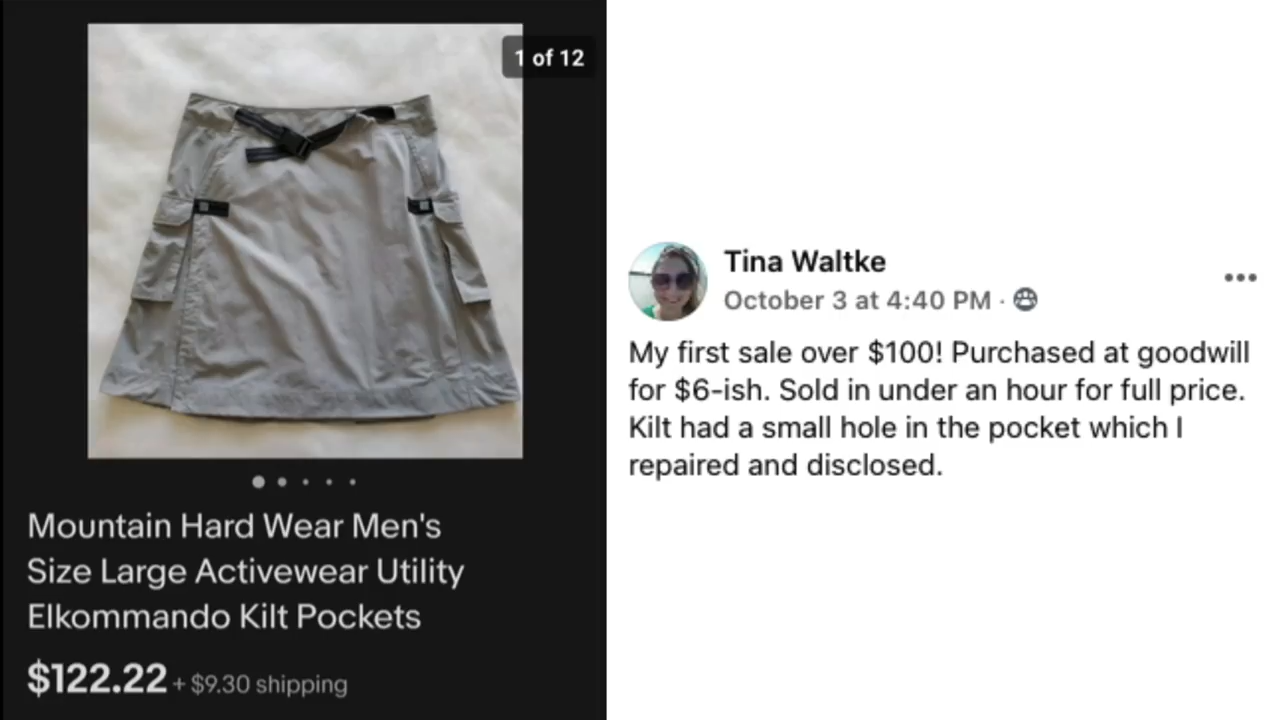 1 of 12
Mountain Hard Wear Men's
Size Large Activewear Utility
Elkommando Kilt Pockets
$122.22 + $9.30 shipping
Tina Waltke
October 3 at 4:40 PM ·
My first sale over $100! Purchased at goodwill
for $6-ish. Sold in under an hour for full price.
Kilt had a small hole in the pocket which I
repaired and disclosed.